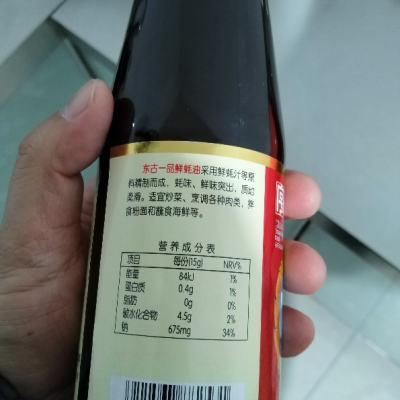 东古一品鲜蚝油采用鲜蚝汁等原
料精制而成，蚝味、鲜味突出，质如
柔滑。适宜炒菜、烹调各种肉类，拌
食粉面和蘸食海鲜等。
营养成分表
项目 每份(15g) NRV%
能量 84kJ 1%
蛋白质 0.4g 1%
脂肪 0g 0%
碳水化合物 4.5g 2%
钠 675mg 34%